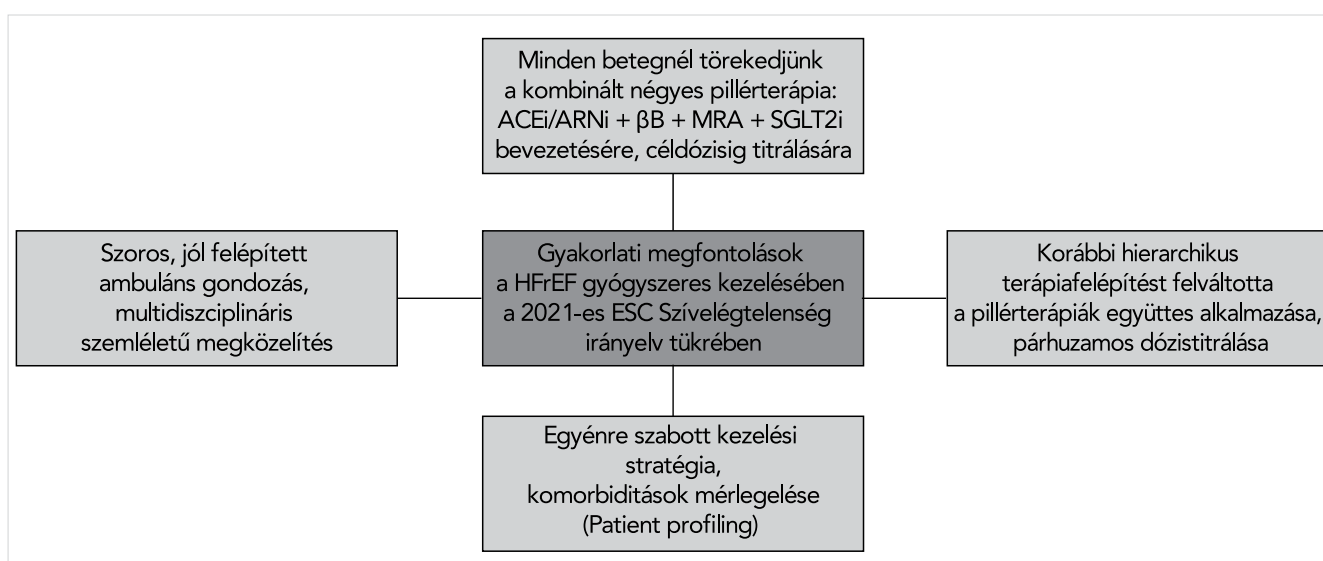 Minden betegnél törekedjünk
a kombinált négyes pillérterápia:
ACEi/ARNi + βB + MRA + SGLT2i
bevezetésére, céldózisig titrálására
Szoros, jól felépített
ambuláns gondozás,
multidiszciplináris
szemléletű megközelítés
Gyakorlati megfontolások
a HFrEF gyógyszeres kezelésében
a 2021-es ESC Szívelégtelenség
irányelv tükrében
Korábbi hierarchikus
terápiafelépítést felváltotta
a pillérterápiák együttes alkalmazása,
párhuzamos dózistitrálása
Egyénre szabott kezelési
stratégia,
komorbiditások mérlegelése
(Patient profiling)